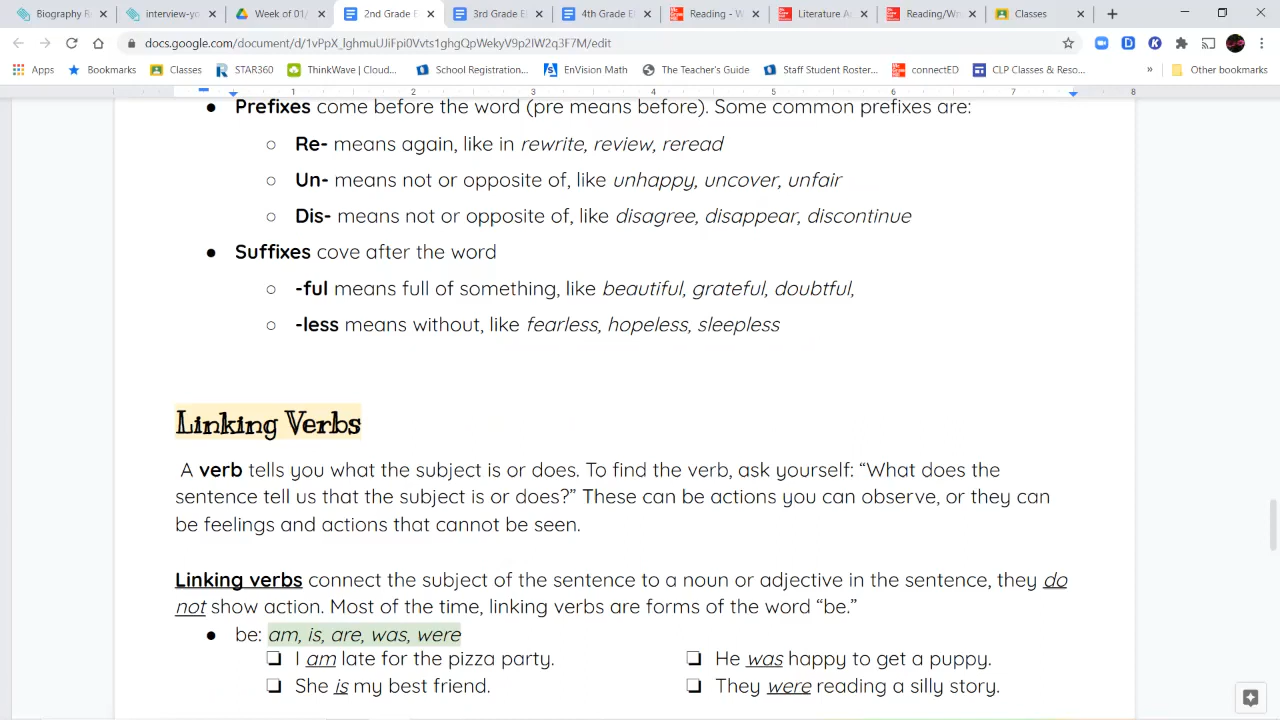 Biography R
interviewing
Week of 01/
2nd Grade E
3rd Grade E
4th Grade E
Reading - W
Literature A
Reading/Wr
Classes
docs.google.com/document/d/1vPpX_lghmuUJiFpi0Vvts1ghgQpWekyV9p2IW2q3F7M/edit
Apps
Bookmarks
Classes
STAR360
ThinkWave | Cloud...
School Registration...
EnVision Math
The Teacher's Guide
Staff Student Roster...
connectED
CLP Classes & Reso...
»
Other bookmarks
1 2 3 4 5 6 7 8
● Prefixes come before the word (pre means before). Some common prefixes are:
○ Re- means again, like in rewrite, review, reread
○ Un- means not or opposite of, like unhappy, uncover, unfair
○ Dis- means not or opposite of, like disagree, disappear, discontinue
● Suffixes cove after the word
○ -ful means full of something, like beautiful, grateful, doubtful,
○ -less means without, like fearless, hopeless, sleepless
Linking Verbs
A verb tells you what the subject is or does. To find the verb, ask yourself: “What does the
sentence tell us that the subject is or does?” These can be actions you can observe, or they can
be feelings and actions that cannot be seen.
Linking verbs connect the subject of the sentence to a noun or adjective in the sentence, they do
not show action. Most of the time, linking verbs are forms of the word “be.”
● be: am, is, are, was, were
❏ I am late for the pizza party.
❏ He was happy to get a puppy.
❏ She is my best friend.
❏ They were reading a silly story.